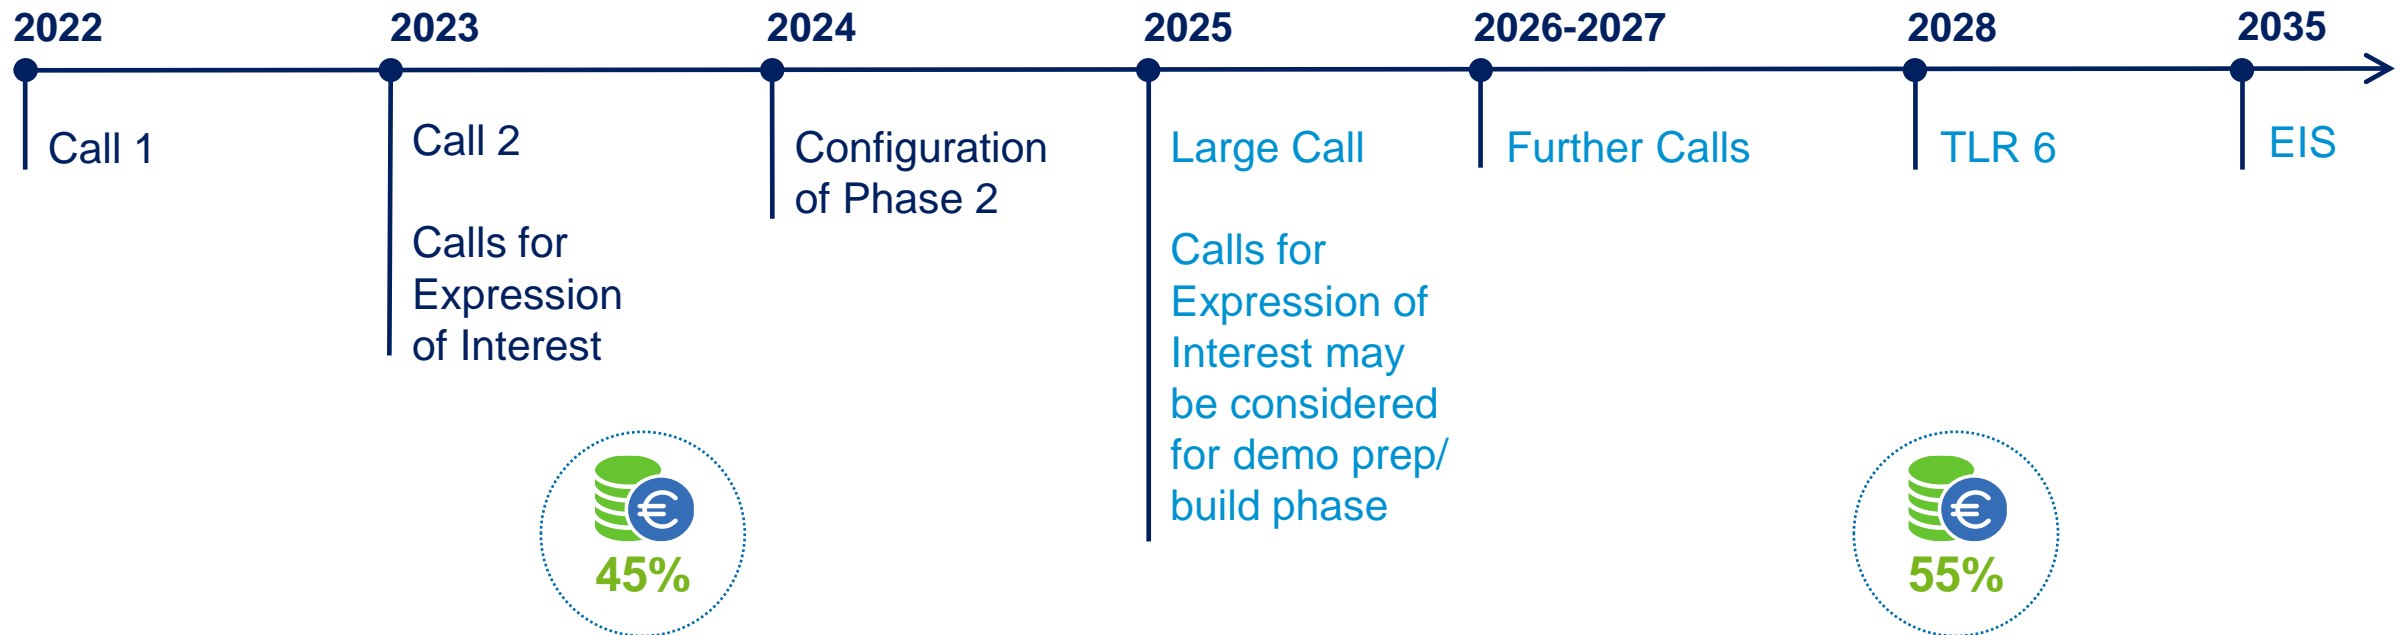 2022
2023
2024
2025
2026-2027
2028
2035
Call 1
Call 2
Calls for
Expression
of Interest
Configuration
of Phase 2
Large Call
Calls for
Expression of
Interest may
be considered
for demo prep/
build phase
Further Calls
TLR 6
EIS
€
45%
€
55%